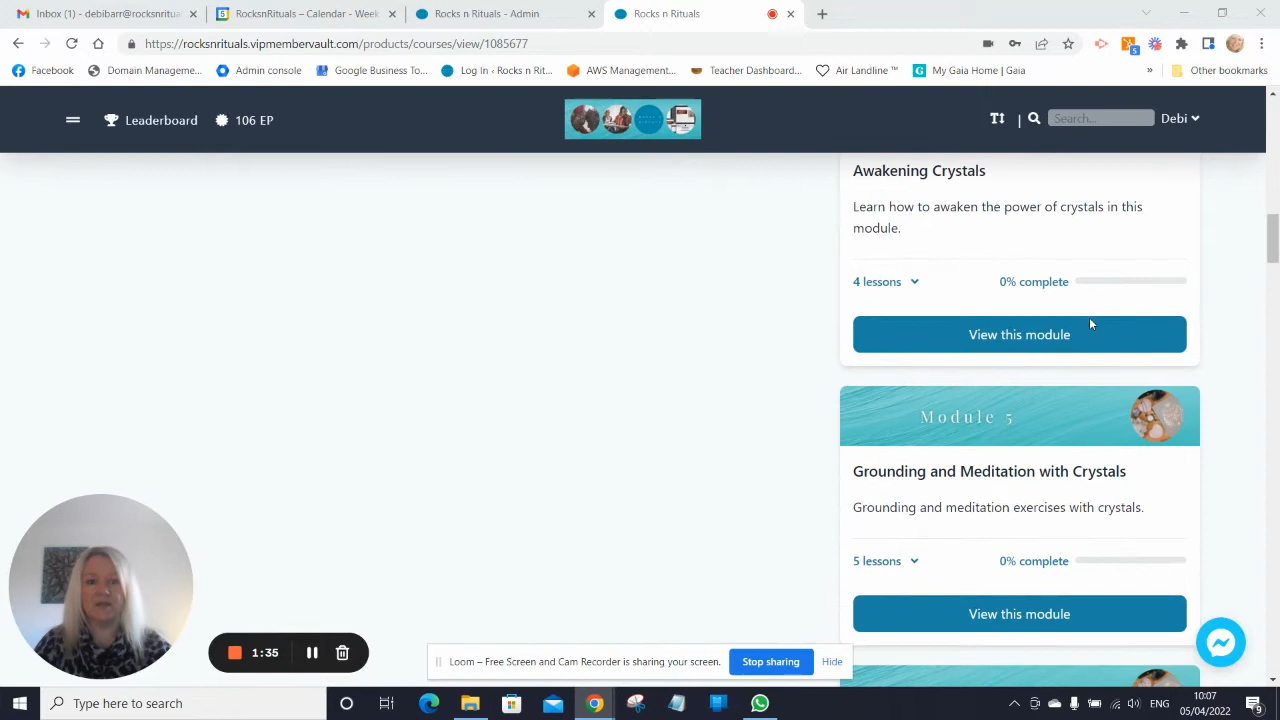 Inbox (1) - debibarr@rocksnritua
RocksnRituals – Calendar - Week
Rocks n Rituals - Admin
Rocks n Rituals
https://rocksnrituals.vipmembervault.com/products/courses/view/1085677
5
Facebook
Domain Manageme...
Admin console
Google Business To...
Log In ‹ Rocks n Rit...
AWS Management...
Teacher Dashboard...
Air Landline ™
My Gaia Home | Gaia
»
Other bookmarks
Leaderboard
106 EP
Search...
Debi
Awakening Crystals
Learn how to awaken the power of crystals in this
module.
4 lessons
0% complete
View this module
Module 5
Grounding and Meditation with Crystals
Grounding and meditation exercises with crystals.
5 lessons
0% complete
View this module
1:35
Loom – Free Screen and Cam Recorder is sharing your screen.
Stop sharing
Hide
Type here to search
ENG
10:07
05/04/2022
9